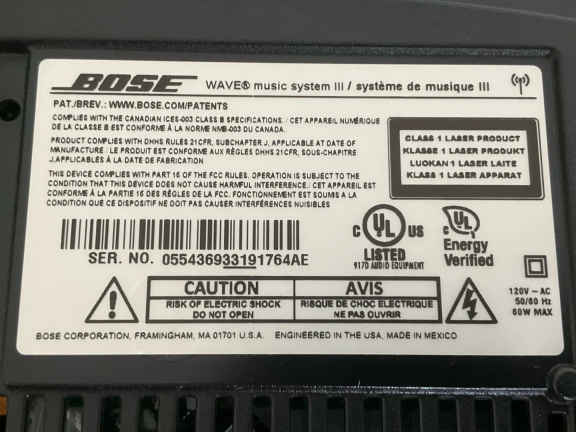 BOSE WAVE® music system III / système de musique III
PAT./BREV.: WWW.BOSE.COM/PATENTS
COMPLIES WITH THE CANADIAN ICES-003 CLASS B SPECIFICATIONS. / CET APPAREIL NUMÉRIQUE
DE LA CLASSE B EST CONFORME À LA NORME NMB-003 DU CANADA.
PRODUCT COMPLIES WITH DHHS RULES 21CFR, SUBCHAPTER J, APPLICABLE AT DATE OF
MANUFACTURE / LE PRODUIT EST CONFORME AUX RÈGLES DHHS 21CFR, SOUS-CHAPITRE
J,APPLICABLES À LA DATE DE FABRICATION
THIS DEVICE COMPLIES WITH PART 15 OF THE FCC RULES. OPERATION IS SUBJECT TO THE
CONDITION THAT THIS DEVICE DOES NOT CAUSE HARMFUL INTERFERENCE./ CET APPAREIL EST
CONFORME À LA PARTIE 15 DES RÈGLES DE LA FCC. FONCTIONNEMENT EST SOUMIS A LA
CONDITION QUE CE DISPOSITIF NE DOIT PAS CAUSER INTERFÉRENCES NUISIBLES
CLASS 1 LASER PRODUCT
KLASSE 1 LASER PRODUKT
LUOKAN 1 LASER LAITE
KLASS 1 LASER APPARAT
SER. NO. 055436933191764AE
C UL US
LISTED
917D AUDIO EQUIPMENT
C UL
Energy
Verified
CAUTION
RISK OF ELECTRIC SHOCK
DO NOT OPEN
AVIS
RISQUE DE CHOC ELECTRIQUE
NE PAS OUVRIR
120V ~ AC
50/60 Hz
60W MAX
BOSE CORPORATION, FRAMINGHAM, MA 01701 U.S.A. ENGINEERED IN THE USA, MADE IN MEXICO